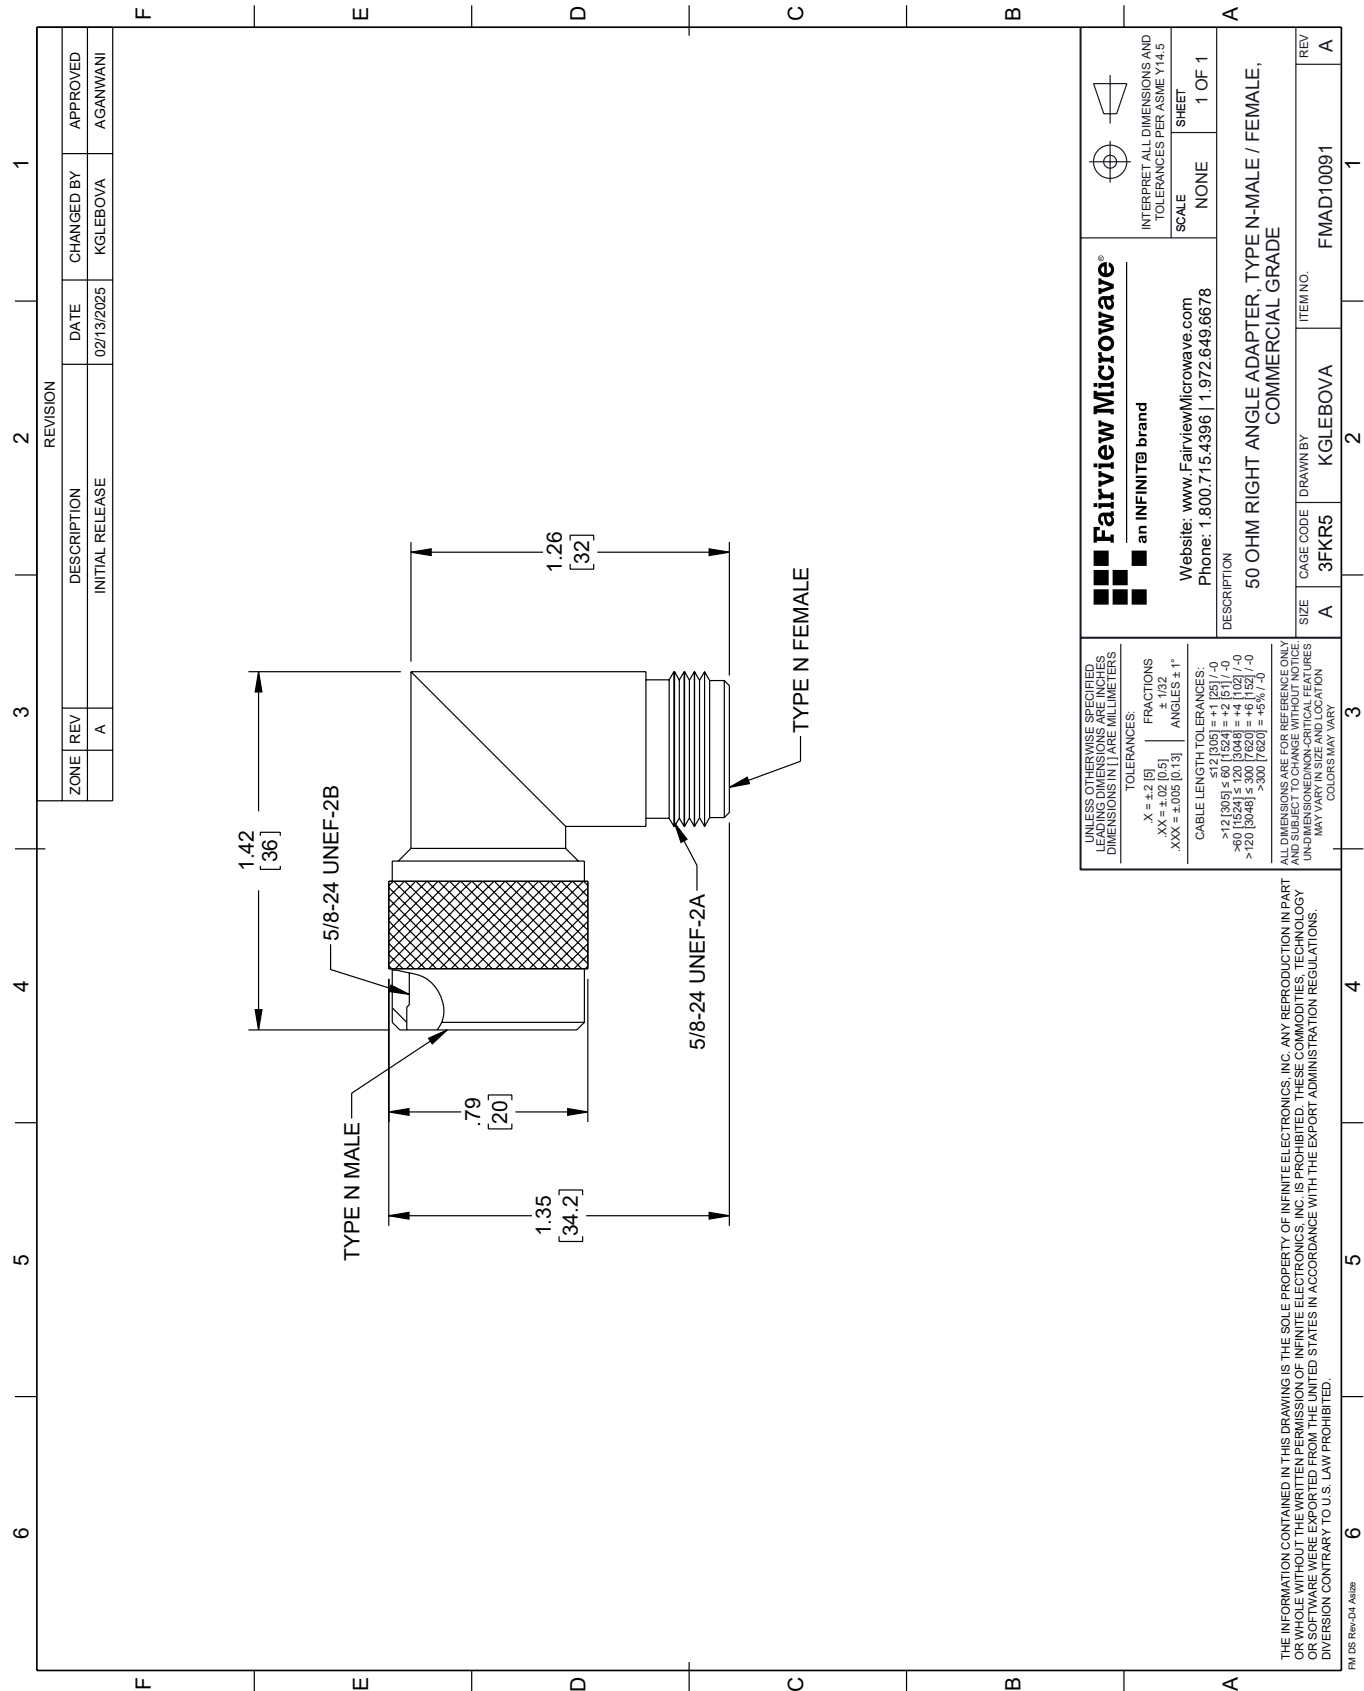 6 5 4 3 2 1
F
E
D
C
B
A
REVISION
ZONE REV DESCRIPTION DATE CHANGED BY APPROVED
A INITIAL RELEASE 02/13/2025 KGLEBOVA AGANWANI
1.42
[36]
5/8-24 UNEF-2B
TYPE N MALE
.79
[20]
1.35
[34.2]
1.26
[32]
5/8-24 UNEF-2A
TYPE N FEMALE
UNLESS OTHERWISE SPECIFIED
LEADING DIMENSIONS ARE INCHES
DIMENSIONS IN [ ] ARE MILLIMETERS
TOLERANCES:
.X = ±.2 [5] FRACTIONS
.XX = ±.02 [0.5] ± 1/32
.XXX = ±.005 [0.13] ANGLES ± 1°
CABLE LENGTH TOLERANCES:
≤12 [305] = +1 [25] / -0
>12 [305] ≤ 60 [1524] = +2 [51] / -0
>60 [1524] ≤ 120 [3048] = +4 [102] / -0
>120 [3048] ≤ 300 [7620] = +6 [152] / -0
>300 [7620] = +5% / -0
ALL DIMENSIONS ARE FOR REFERENCE ONLY
AND SUBJECT TO CHANGE WITHOUT NOTICE.
UN-DIMENSIONED/NON-CRITICAL FEATURES
MAY VARY IN SIZE AND LOCATION
COLORS MAY VARY
Fairview Microwave®
an INFINIT@ brand
Website: www.FairviewMicrowave.com
Phone: 1.800.715.4396 | 1.972.649.6678
INTERPRET ALL DIMENSIONS AND
TOLERANCES PER ASME Y14.5
SCALE SHEET
NONE 1 OF 1
DESCRIPTION
50 OHM RIGHT ANGLE ADAPTER, TYPE N-MALE / FEMALE,
COMMERCIAL GRADE
SIZE CAGE CODE DRAWN BY ITEM NO. REV
A 3FKR5 KGLEBOVA FMAD10091 A
THE INFORMATION CONTAINED IN THIS DRAWING IS THE SOLE PROPERTY OF INFINITE ELECTRONICS, INC. ANY REPRODUCTION IN PART
OR WHOLE WITHOUT THE WRITTEN PERMISSION OF INFINITE ELECTRONICS, INC. IS PROHIBITED. THESE COMMODITIES, TECHNOLOGY
OR SOFTWARE WERE EXPORTED FROM THE UNITED STATES IN ACCORDANCE WITH THE EXPORT ADMINISTRATION REGULATIONS.
DIVERSION CONTRARY TO U.S. LAW PROHIBITED.
F
E
D
C
B
A
6 5 4 3 2 1
FM DS Rev-D4 Asize